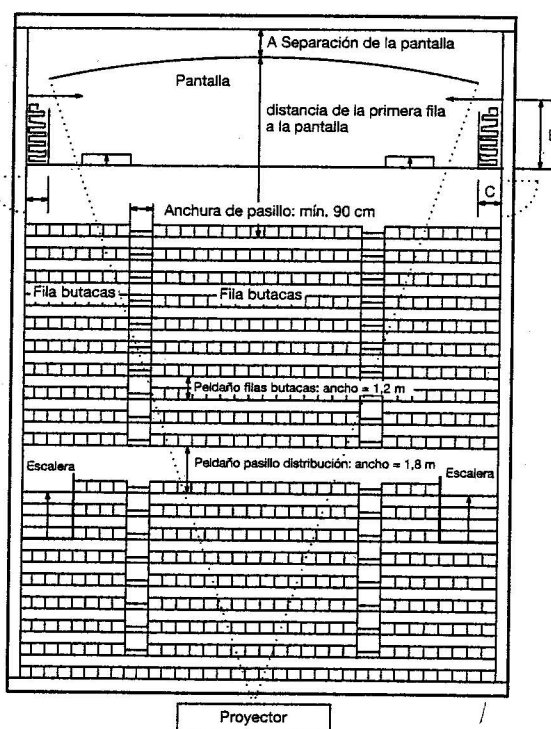 A Separación de la pantalla
Pantalla
distancia de la primera fila
a la pantalla
C
Anchura de pasillo: mín. 90 cm
Fila butacas
Fila butacas
Peldaño filas butacas: ancho = 1,2 m
Peldaño pasillo distribución: ancho = 1,8 m
Escalera
Escalera
Proyector